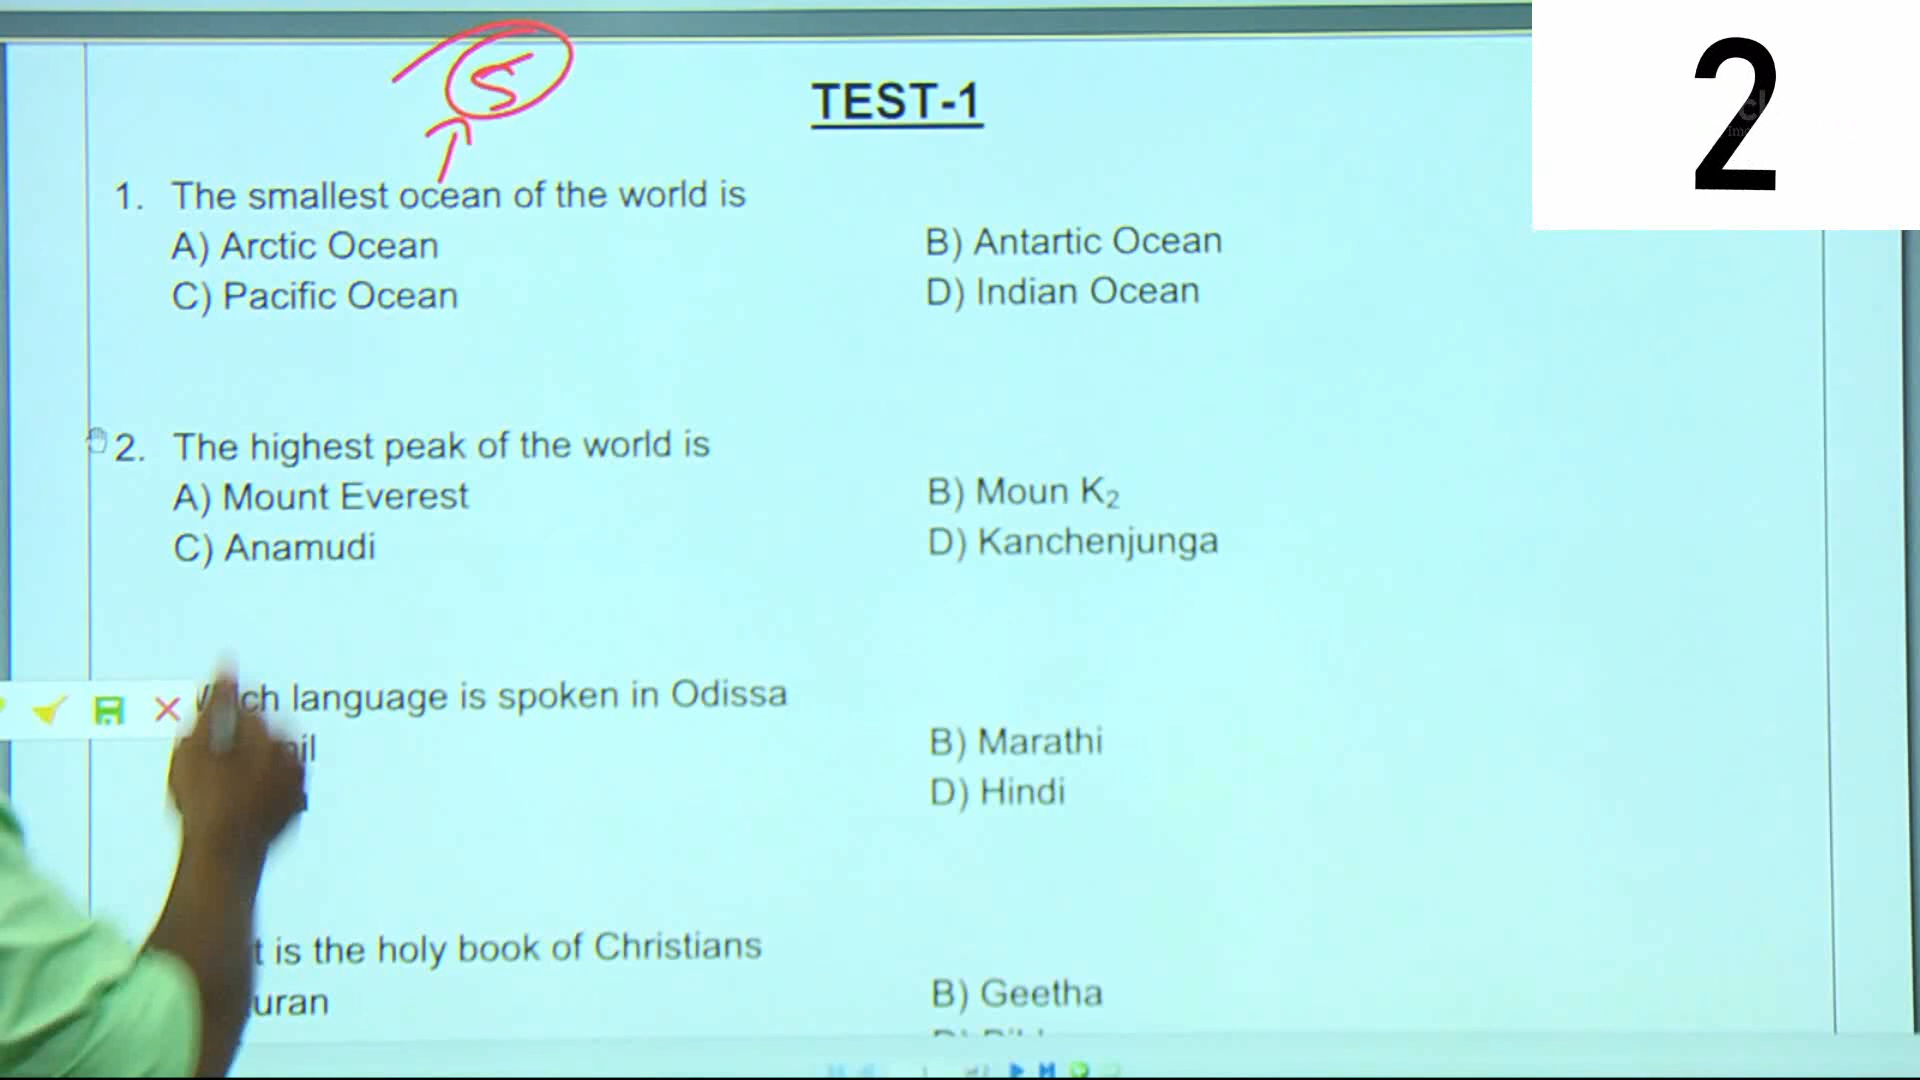 2
5
TEST-1
1. The smallest ocean of the world is
A) Arctic Ocean B) Antartic Ocean
C) Pacific Ocean D) Indian Ocean
2. The highest peak of the world is
A) Mount Everest B) Moun K₂
C) Anamudi D) Kanchenjunga
language is spoken in Odissa
B) Marathi
D) Hindi
is the holy book of Christians
B) Geetha